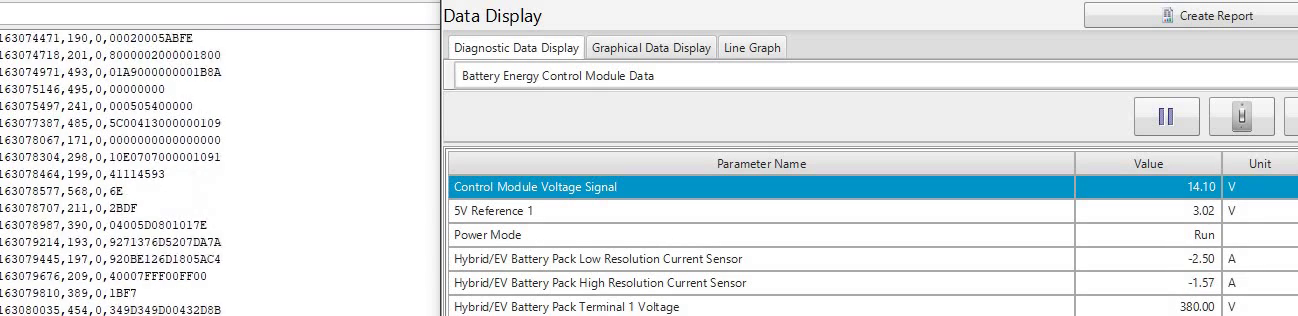 163074471,190,0,00020005ABFE
163074718,201,0,8000002000001800
163074971,493,0,01A9000000001B8A
163075146,495,0,00000000
163075497,241,0,000505400000
163077387,485,0,5C00413000000109
163078067,171,0,0000000000000000
163078304,298,0,10E0707000001091
163078464,199,0,41114593
163078577,568,0,6E
163078707,211,0,2BDF
163078987,390,0,04005D0801017E
163079214,193,0,9271376D5207DA7A
163079445,197,0,920BE126D1805AC4
163079676,209,0,40007FFF00FF00
163079810,389,0,1BF7
163080035,454,0,349D349D00432D8B
Data Display
Create Report
Diagnostic Data Display Graphical Data Display Line Graph
Battery Energy Control Module Data
Parameter Name Value Unit
Control Module Voltage Signal 14.10 V
5V Reference 1 3.02 V
Power Mode Run
Hybrid/EV Battery Pack Low Resolution Current Sensor -2.50 A
Hybrid/EV Battery Pack High Resolution Current Sensor -1.57 A
Hybrid/EV Battery Pack Terminal 1 Voltage 380.00 V